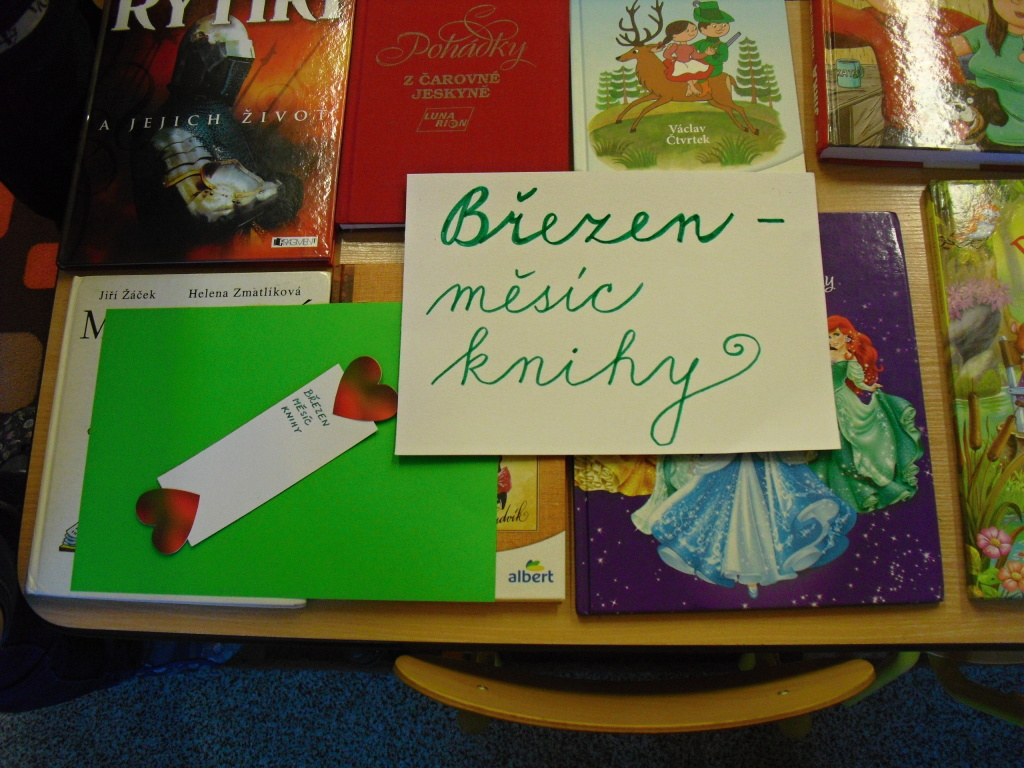 RYTÍŘI
A JEJICH ŽIVOT
FRAGMENT
Pohádky
Z ČAROVNÉ
JESKYNĚ
LUNA
RION
Václav
Čtvrtek
Březen -
měsíc
knihy
Jiří Žáček Helena Zmatlíková
BŘEZEN
MĚSÍC
KNIHY
albert